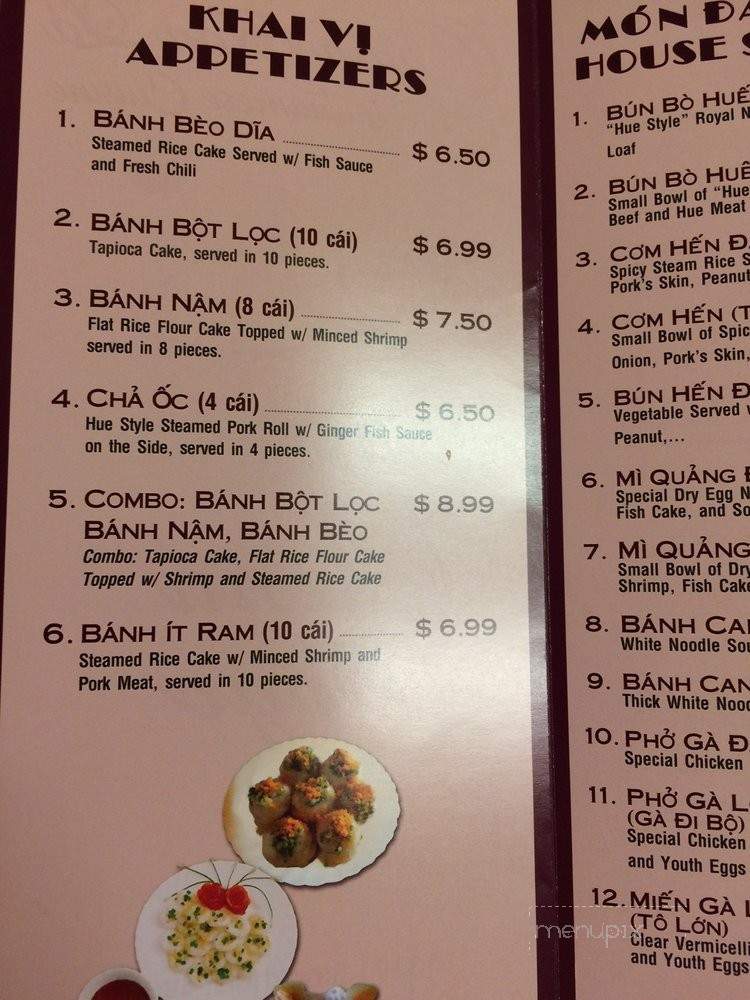 KHAI VỊ
APPETIZERS
1. BÁNH BÈO DĨA ........ $ 6.50
Steamed Rice Cake Served w/ Fish Sauce
and Fresh Chili
2. BÁNH BỘT LỌC (10 cái) $ 6.99
Tapioca Cake, served in 10 pieces.
3. BÁNH NẬM (8 cái) ........ $ 7.50
Flat Rice Flour Cake Topped w/ Minced Shrimp
served in 8 pieces.
4. CHẢ ỐC (4 cái) ........ $ 6.50
Hue Style Steamed Pork Roll w/ Ginger Fish Sauce
on the Side, served in 4 pieces.
5. COMBO: BÁNH BỘT LỌC $ 8.99
BÁNH NẬM, BÁNH BÈO
Combo: Tapioca Cake, Flat Rice Flour Cake
Topped w/ Shrimp and Steamed Rice Cake
6. BÁNH ÍT RAM (10 cái) ........ $ 6.99
Steamed Rice Cake w/ Minced Shrimp and
Pork Meat, served in 10 pieces.
MÓN
HOUSE
1. BÚN BÒ HUẾ
"Hue Style" Royal
Loaf
2. BÚN BÒ HUẾ
Small Bowl of "Hue
Beef and Hue Meat
3. CƠM HẾN
Spicy Steam Rice
Pork's Skin, Peanut
4. CƠM HẾN
Small Bowl of
Onion, Pork's Skin,
5. BÚN HẾN
Vegetable Served
Peanut,...
6. MÌ QUẢNG
Special Dry Egg
Fish Cake, and
7. MÌ QUẢNG
Small Bowl of Dry
Shrimp, Fish Cake
8. BÁNH
White Noodle
9. BÁNH
Thick White
10. PHỞ GÀ
Special Chicken
11. PHỞ GÀ
(GÀ ĐI BỘ)
Special Chicken
and Youth Eggs
12. MIẾN GÀ
(TÔ LỚN)
Clear Vermicelli
and Youth Eggs
menupix